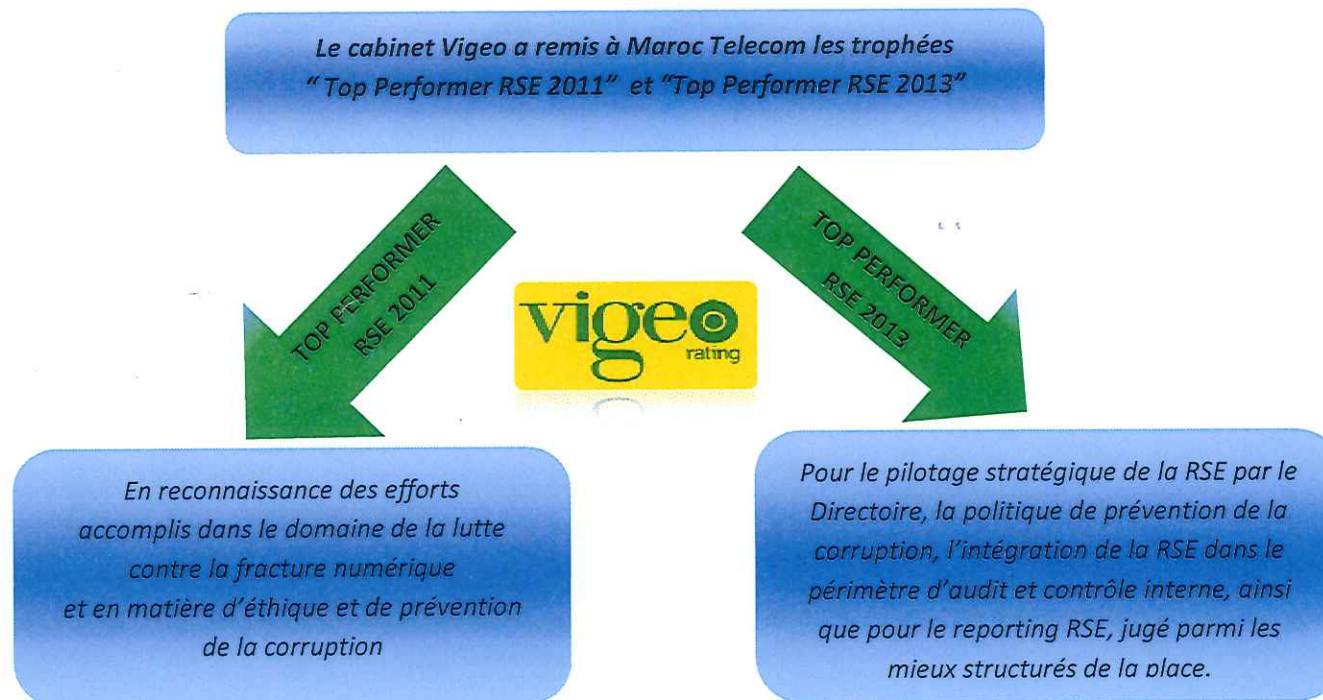 Le cabinet Vigeo a remis à Maroc Telecom les trophées
“ Top Performer RSE 2011” et “Top Performer RSE 2013”
TOP PERFORMER
RSE 2011
vigeo
rating
TOP PERFORMER
RSE 2013
En reconnaissance des efforts
accomplis dans le domaine de la lutte
contre la fracture numérique
et en matière d’éthique et de prévention
de la corruption
Pour le pilotage stratégique de la RSE par le
Directoire, la politique de prévention de la
corruption, l’intégration de la RSE dans le
périmètre d’audit et contrôle interne, ainsi
que pour le reporting RSE, jugé parmi les
mieux structurés de la place.